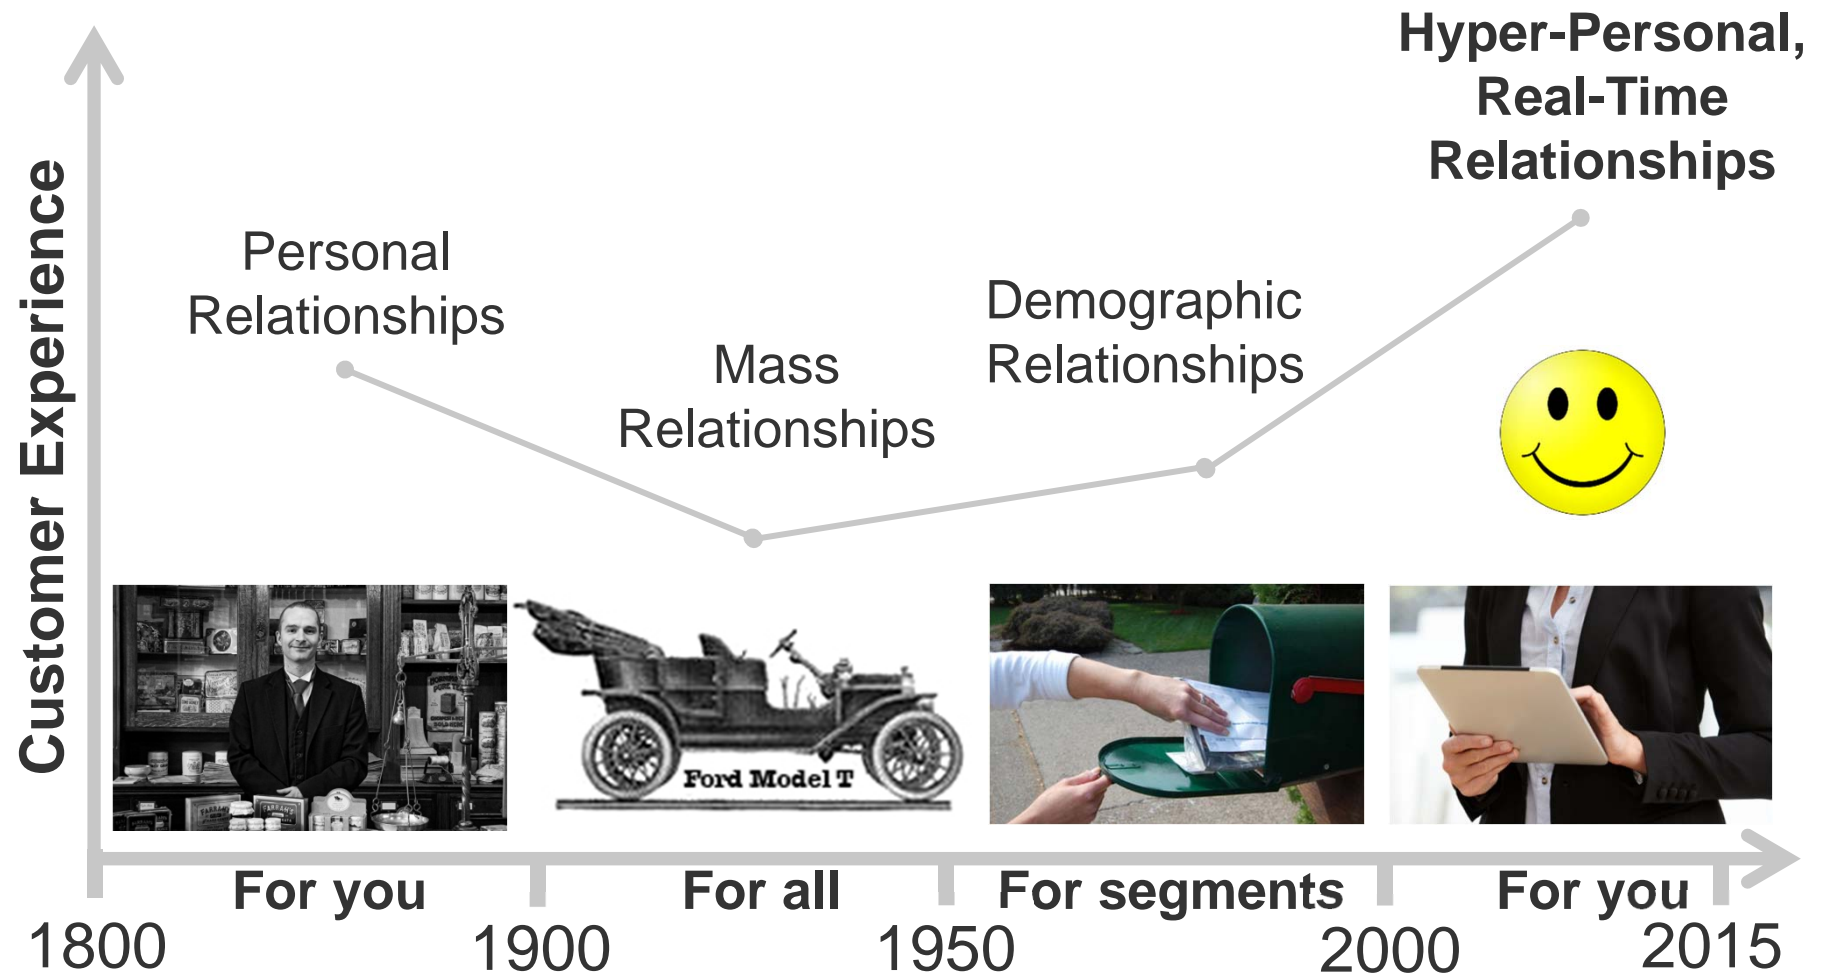 Hyper-Personal,
Real-Time
Relationships
Personal
Relationships
Demographic
Relationships
Mass
Relationships
Customer Experience
Ford Model T
For you
For all
For segments
For you
1800
1900
1950
2000
2015